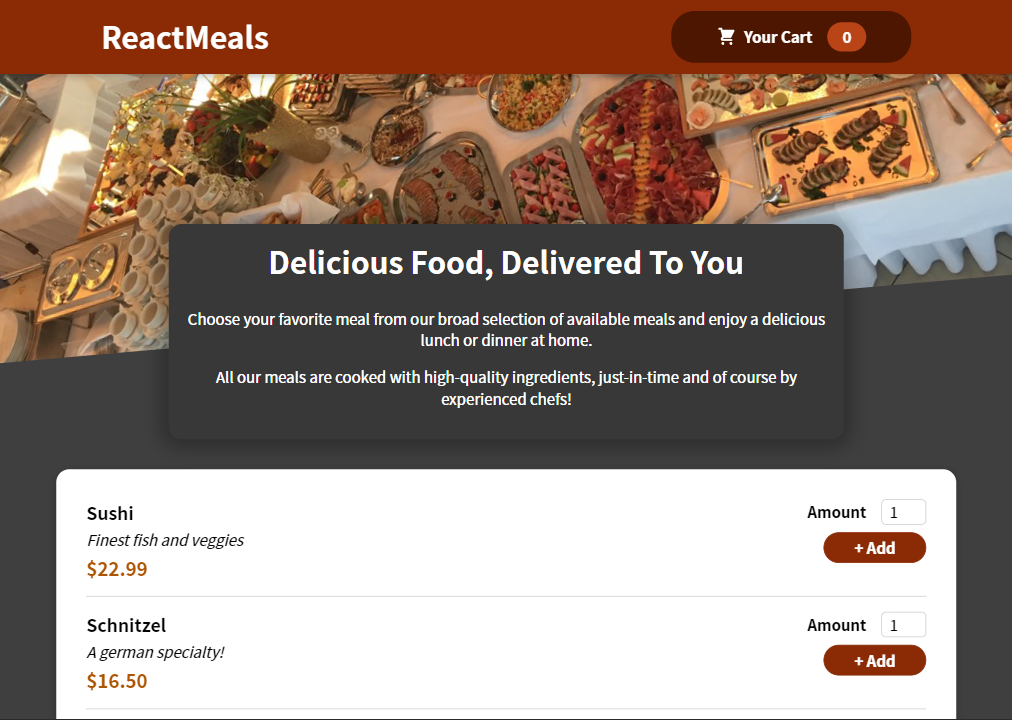 ReactMeals
Your Cart 0
Delicious Food, Delivered To You
Choose your favorite meal from our broad selection of available meals and enjoy a delicious
lunch or dinner at home.
All our meals are cooked with high-quality ingredients, just-in-time and of course by
experienced chefs!
Sushi
Finest fish and veggies
$22.99
Amount 1
+ Add
Schnitzel
A german specialty!
$16.50
Amount 1
+ Add